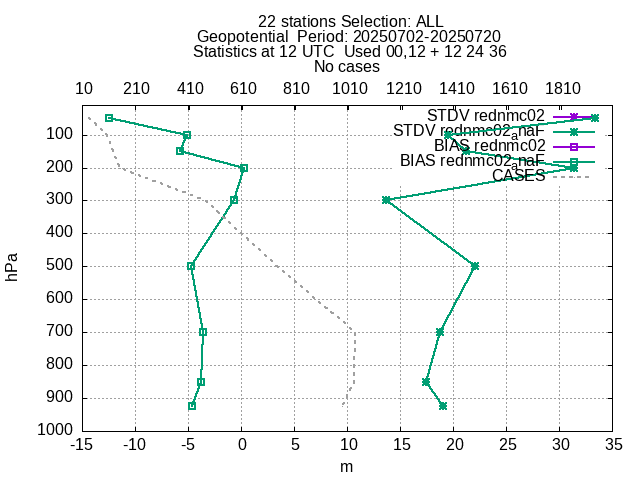 22 stations Selection: ALL
Geopotential  Period: 20250702-20250720
Statistics at 12 UTC  Used 00,12 + 12 24 36
No cases
10 210 410 610 810 1010 1210 1410 1610 1810
STDV rednmc02
STDV rednmc02anaF
BIAS rednmc02
BIAS rednmc02anaF
CASES
100
200
300
400
500
600
700
800
900
1000
hPa
-15 -10 -5 0 5 10 15 20 25 30 35
m